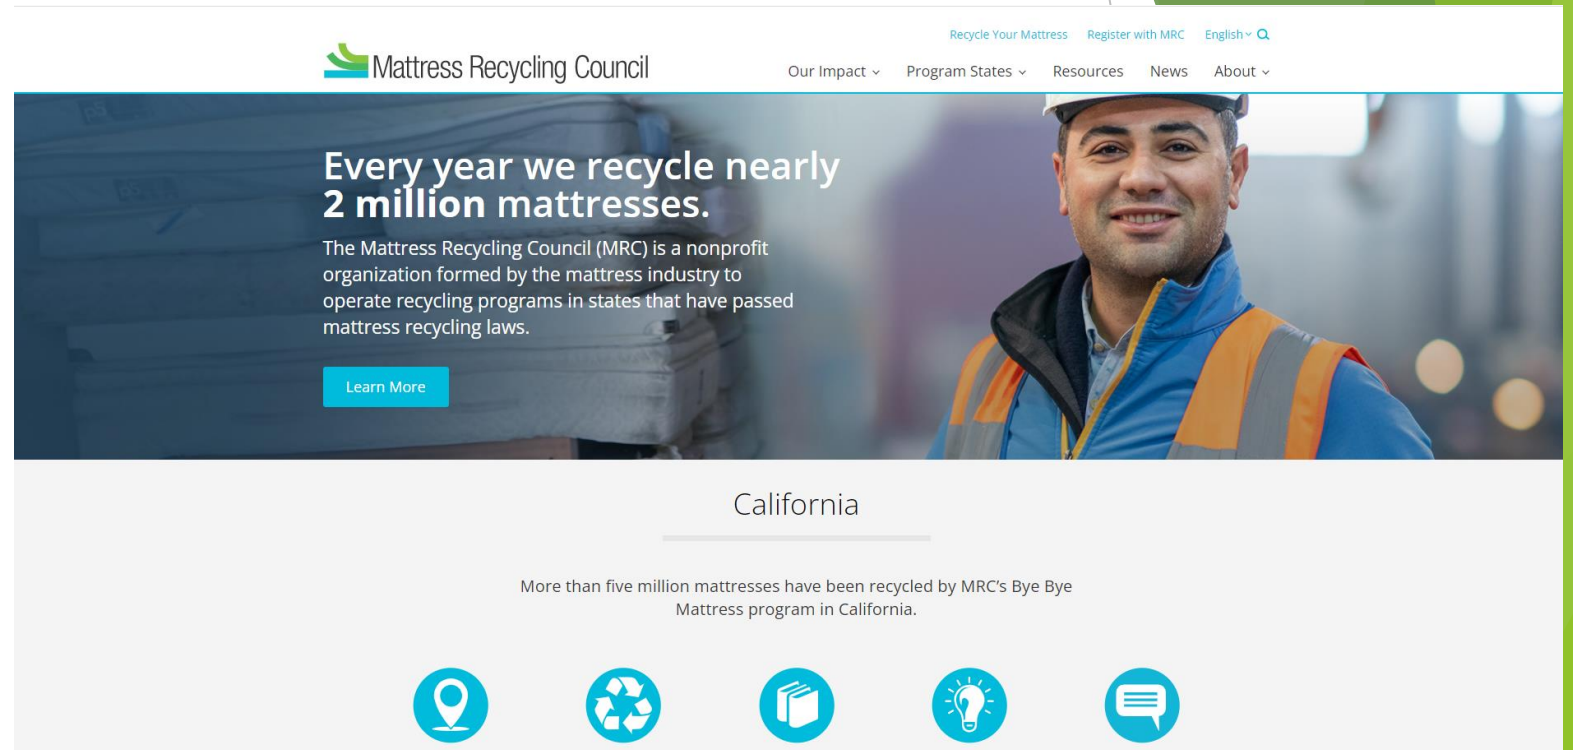 Recycle Your Mattress Register with MRC English
Mattress Recycling Council
Our Impact Program States Resources News About
Every year we recycle nearly
2 million mattresses.
The Mattress Recycling Council (MRC) is a nonprofit
organization formed by the mattress industry to
operate recycling programs in states that have passed
mattress recycling laws.
Learn More
California
More than five million mattresses have been recycled by MRC’s Bye Bye
Mattress program in California.